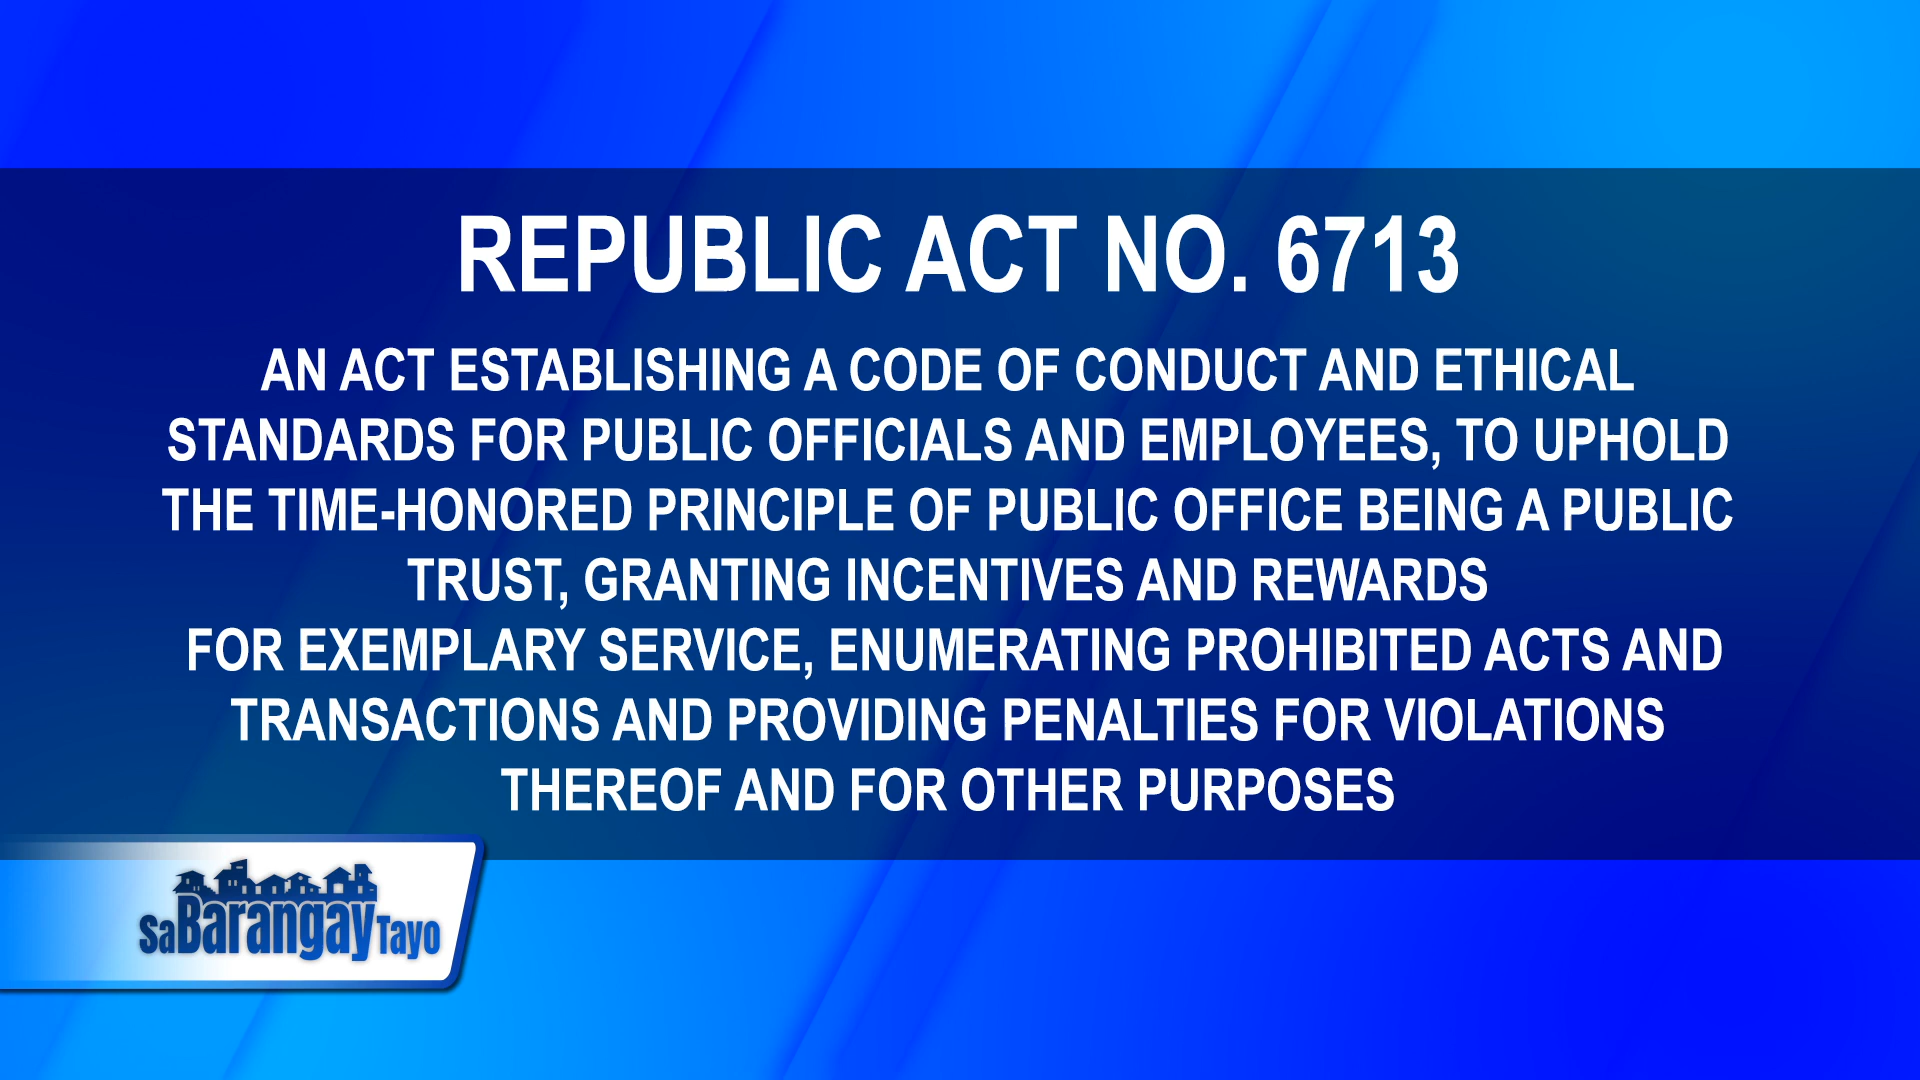 REPUBLIC ACT NO. 6713
AN ACT ESTABLISHING A CODE OF CONDUCT AND ETHICAL
STANDARDS FOR PUBLIC OFFICIALS AND EMPLOYEES, TO UPHOLD
THE TIME-HONORED PRINCIPLE OF PUBLIC OFFICE BEING A PUBLIC
TRUST, GRANTING INCENTIVES AND REWARDS
FOR EXEMPLARY SERVICE, ENUMERATING PROHIBITED ACTS AND
TRANSACTIONS AND PROVIDING PENALTIES FOR VIOLATIONS
THEREOF AND FOR OTHER PURPOSES
saBarangayTayo